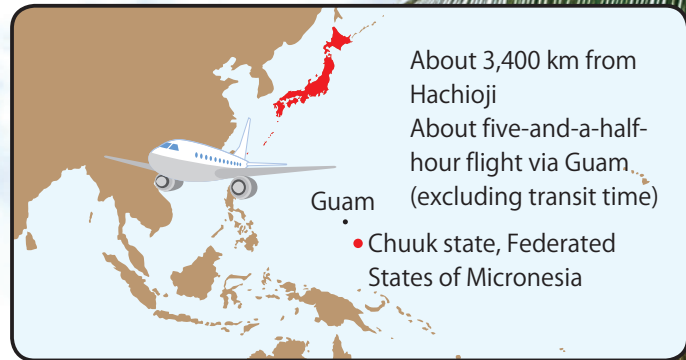 About 3,400 km from
Hachioji
About five-and-a-half-
hour flight via Guam
(excluding transit time)
Guam
Chuuk state, Federated
States of Micronesia